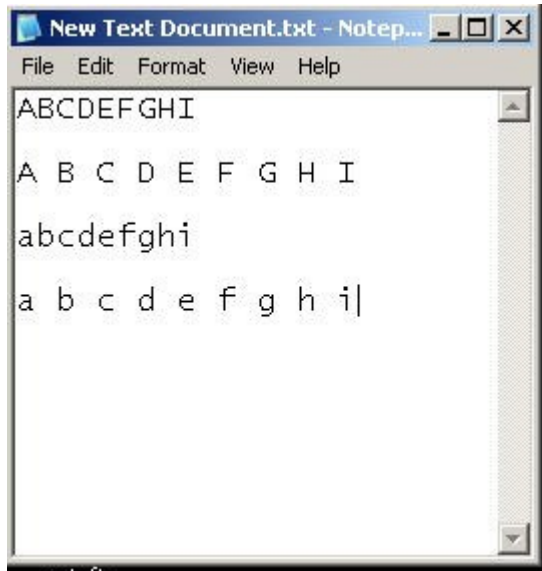 New Text Document.txt - Notep...
File Edit Format View Help
ABCDEFGHI
A B C D E F G H I
abcdefghi
a b c d e f g h i